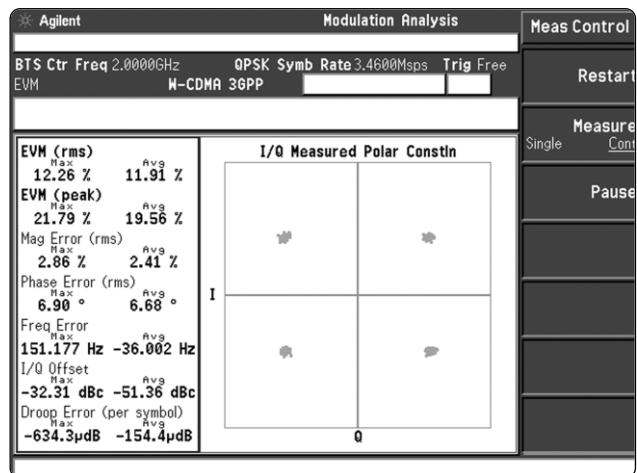 Agilent
Modulation Analysis
Meas Control
BTS Ctr Freq 2.0000GHz QPSK Symb Rate 3.4600Msps Trig Free
EVM W-CDMA 3GPP
Restart
Measure
Single Cont
Pause
EVM (rms)
Max Avg
12.26 % 11.91 %
EVM (peak)
Max Avg
21.79 % 19.56 %
Mag Error (rms)
Max Avg
2.86 % 2.41 %
Phase Error (rms)
Max Avg
6.90 ° 6.68 °
Freq Error
Max Avg
151.177 Hz -36.002 Hz
I/Q Offset
Max Avg
-32.31 dBc -51.36 dBc
Droop Error (per symbol)
Max Avg
-634.3µdB -154.4µdB
I/Q Measured Polar Constln
I
Q